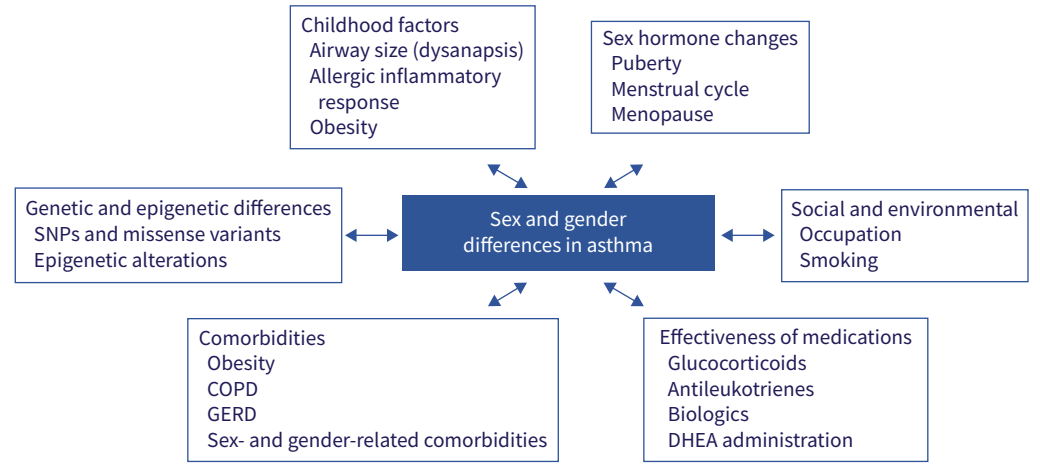 Childhood factors
Airway size (dysanapsis)
Allergic inflammatory
response
Obesity
Sex hormone changes
Puberty
Menstrual cycle
Menopause
Genetic and epigenetic differences
SNPs and missense variants
Epigenetic alterations
Sex and gender
differences in asthma
Social and environmental
Occupation
Smoking
Comorbidities
Obesity
COPD
GERD
Sex- and gender-related comorbidities
Effectiveness of medications
Glucocorticoids
Antileukotrienes
Biologics
DHEA administration